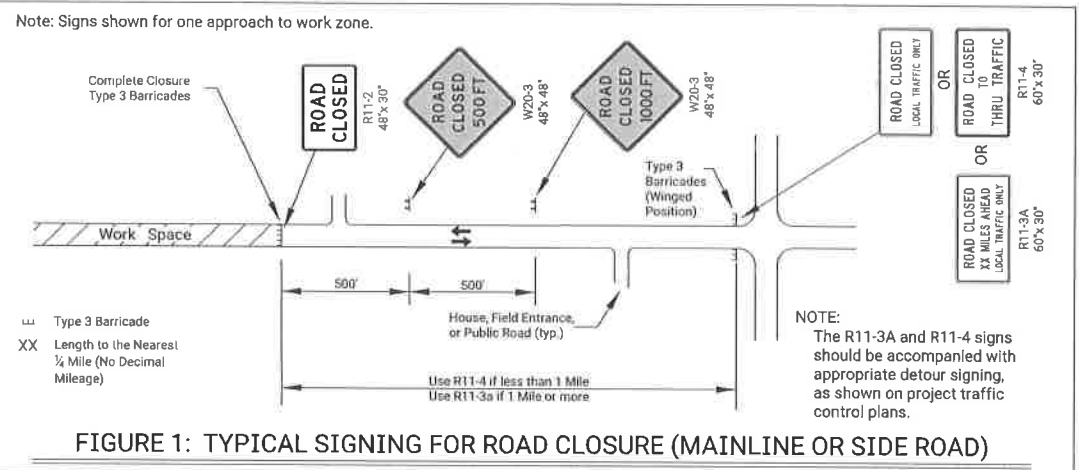 Note: Signs shown for one approach to work zone.
Complete Closure
Type 3 Barricades
ROAD
CLOSED
R11-2
48"x 30"
ROAD
CLOSED
500 FT
W20-3
48"x 48"
ROAD
CLOSED
1000 FT
W20-3
48"x 48"
Type 3
Barricades
(Winged
Position)
ROAD CLOSED
LOCAL TRAFFIC ONLY
OR
ROAD CLOSED
TO
THRU TRAFFIC
R11-4
60"x 30"
OR
ROAD CLOSED
XX MILES AHEAD
LOCAL TRAFFIC ONLY
R11-3A
60"x 30"
Work Space
500'
500'
House, Field Entrance,
or Public Road (typ.)
Type 3 Barricade
XX Length to the Nearest
¼ Mile (No Decimal
Mileage)
Use R11-4 if less than 1 Mile
Use R11-3a if 1 Mile or more
NOTE:
The R11-3A and R11-4 signs
should be accompanied with
appropriate detour signing,
as shown on project traffic
control plans.
FIGURE 1: TYPICAL SIGNING FOR ROAD CLOSURE (MAINLINE OR SIDE ROAD)